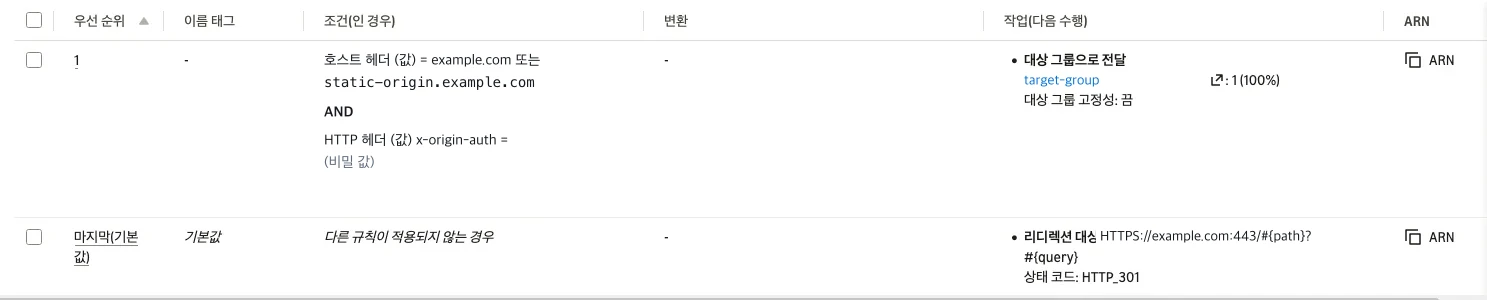 우선 순위 이름 태그 조건(인 경우) 변환 작업(다음 수행) ARN
1 - 호스트 헤더 (값) = example.com 또는 - • 대상 그룹으로 전달 ARN
static-origin.example.com target-group : 1 (100%)
대상 그룹 고정성: 끔
AND
HTTP 헤더 (값) x-origin-auth =
(비밀 값)
마지막(기본 기본값 다른 규칙이 적용되지 않는 경우 - • 리디렉션 대상 HTTPS://example.com:443/#{path}? ARN
값) #{query}
상태 코드: HTTP_301